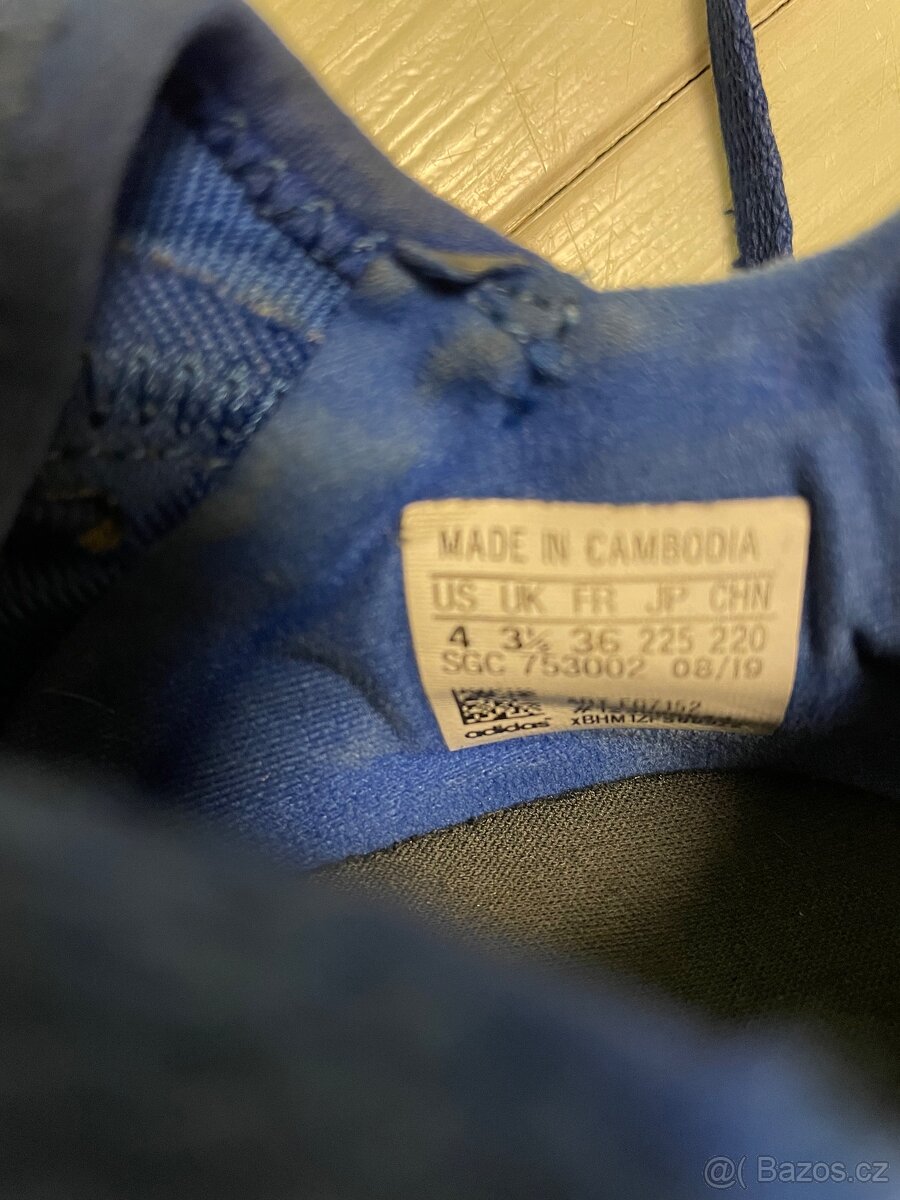 MADE IN CAMBODIA
US UK FR JP CHN
4 3½ 36 225 220
SGC 753002 08/19
adidas
@( Bazos.cz